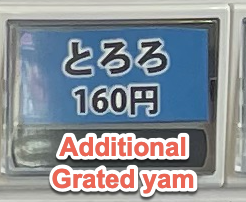 とろろ
160円
Additional
Grated yam